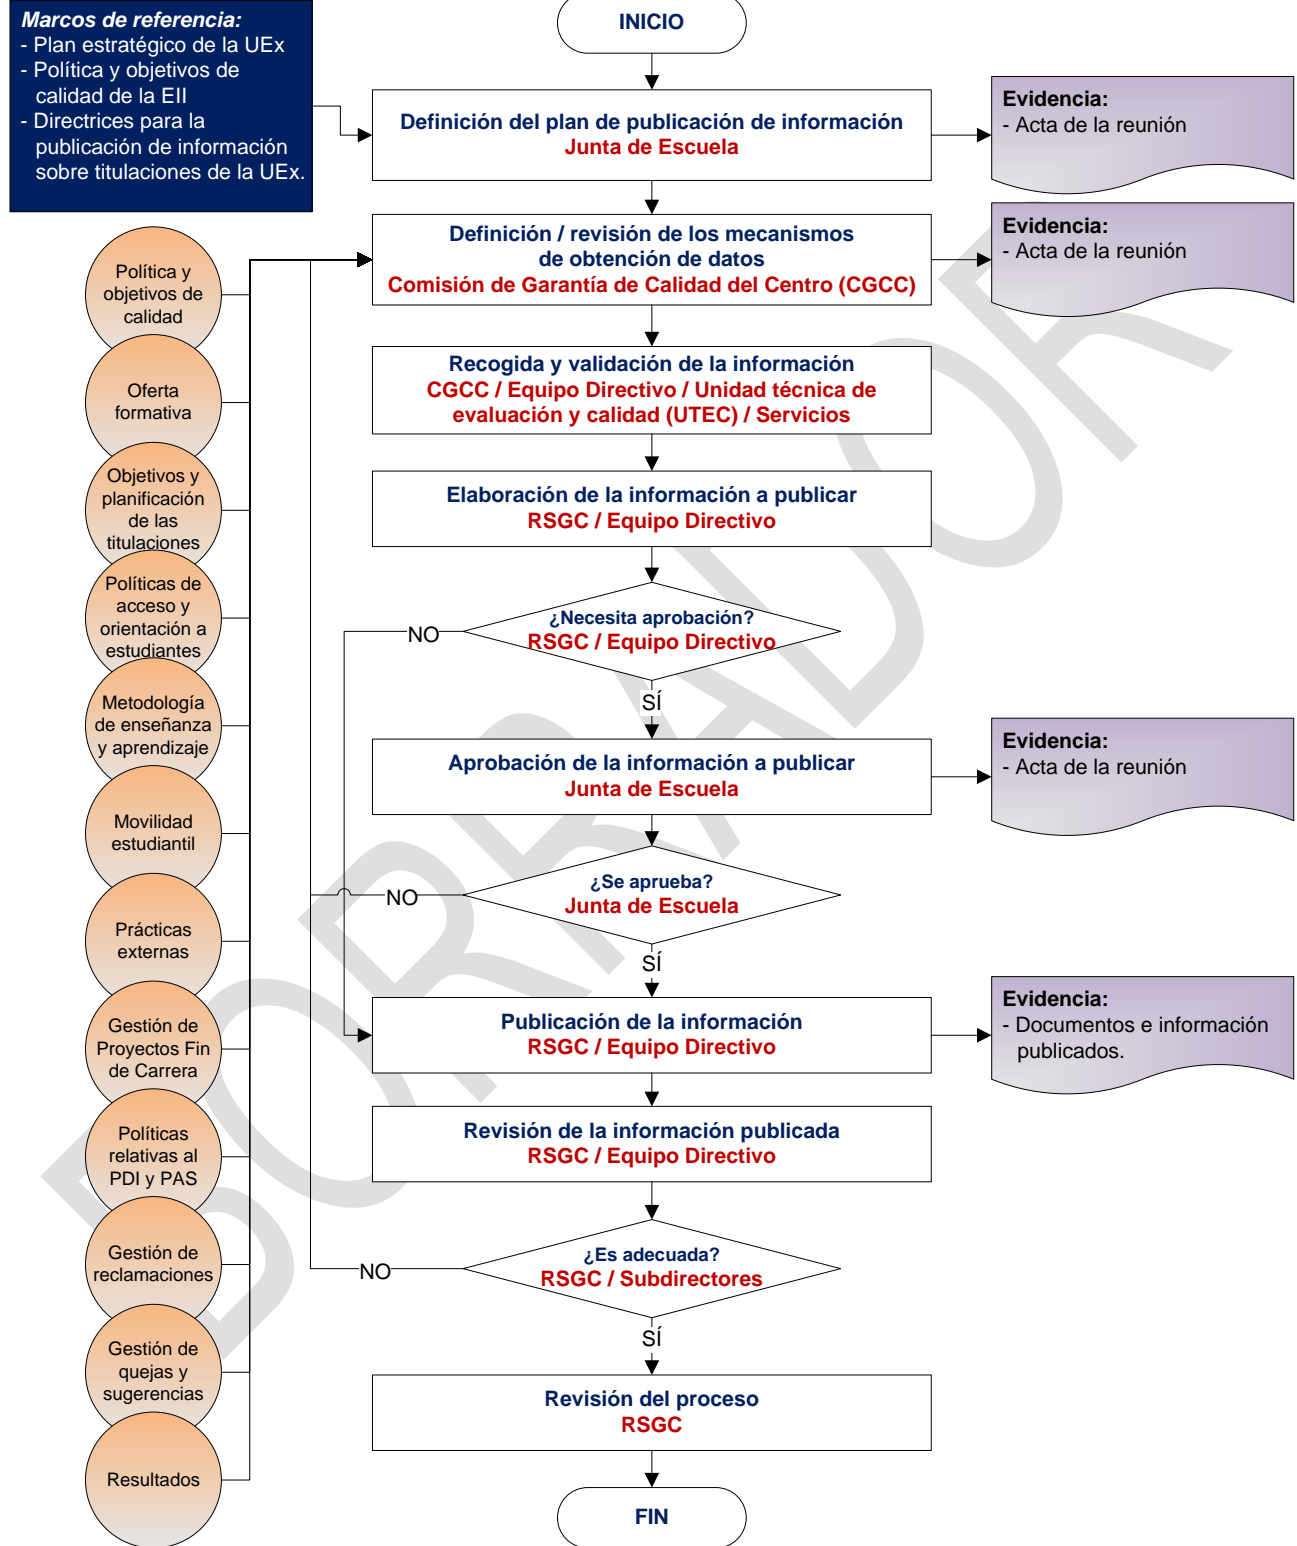 Marcos de referencia:
- Plan estratégico de la UEx
- Política y objetivos de
calidad de la EII
- Directrices para la
publicación de información
sobre titulaciones de la UEx.
INICIO
Definición del plan de publicación de información
Junta de Escuela
Evidencia:
- Acta de la reunión
Definición / revisión de los mecanismos
de obtención de datos
Comisión de Garantía de Calidad del Centro (CGCC)
Evidencia:
- Acta de la reunión
Recogida y validación de la información
CGCC / Equipo Directivo / Unidad técnica de
evaluación y calidad (UTEC) / Servicios
Elaboración de la información a publicar
RSGC / Equipo Directivo
¿Necesita aprobación?
RSGC / Equipo Directivo
NO
SÍ
Aprobación de la información a publicar
Junta de Escuela
Evidencia:
- Acta de la reunión
¿Se aprueba?
Junta de Escuela
NO
SÍ
Publicación de la información
RSGC / Equipo Directivo
Evidencia:
- Documentos e información
publicados.
Revisión de la información publicada
RSGC / Equipo Directivo
¿Es adecuada?
RSGC / Subdirectores
NO
SÍ
Revisión del proceso
RSGC
FIN
Política y
objetivos de
calidad
Oferta
formativa
Objetivos y
planificación
de las
titulaciones
Políticas de
acceso y
orientación a
estudiantes
Metodología
de enseñanza
y aprendizaje
Movilidad
estudiantil
Prácticas
externas
Gestión de
Proyectos Fin
de Carrera
Políticas
relativas al
PDI y PAS
Gestión de
reclamaciones
Gestión de
quejas y
sugerencias
Resultados
BORRADOR